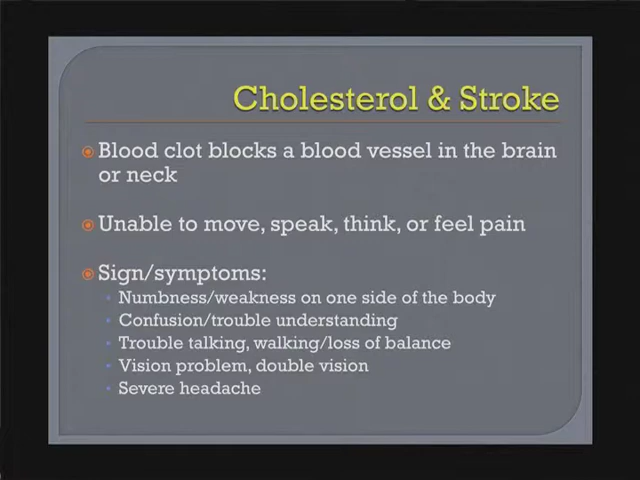 Cholesterol & Stroke
Blood clot blocks a blood vessel in the brain
or neck
Unable to move, speak, think, or feel pain
Sign/symptoms:
Numbness/weakness on one side of the body
Confusion/trouble understanding
Trouble talking, walking/loss of balance
Vision problem, double vision
Severe headache